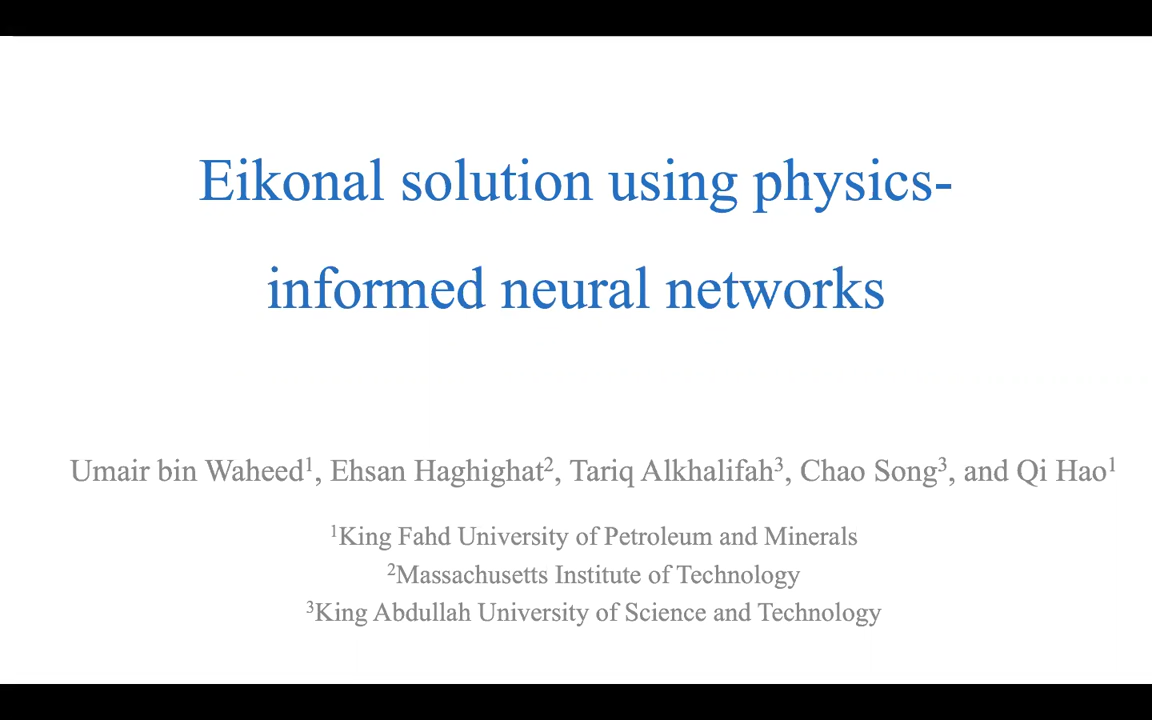 Eikonal solution using physics-
informed neural networks
Umair bin Waheed¹, Ehsan Haghighat², Tariq Alkhalifah³, Chao Song³, and Qi Hao¹
¹King Fahd University of Petroleum and Minerals
²Massachusetts Institute of Technology
³King Abdullah University of Science and Technology